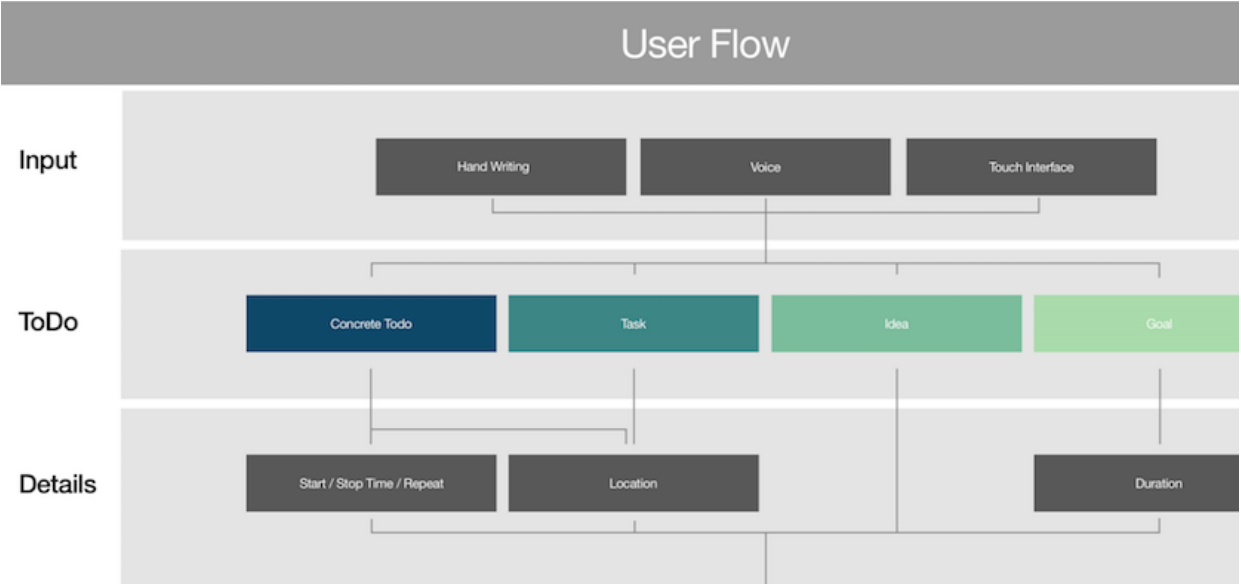 User Flow
Input
Hand Writing
Voice
Touch Interface
ToDo
Concrete Todo
Task
Idea
Goal
Details
Start / Stop Time / Repeat
Location
Duration